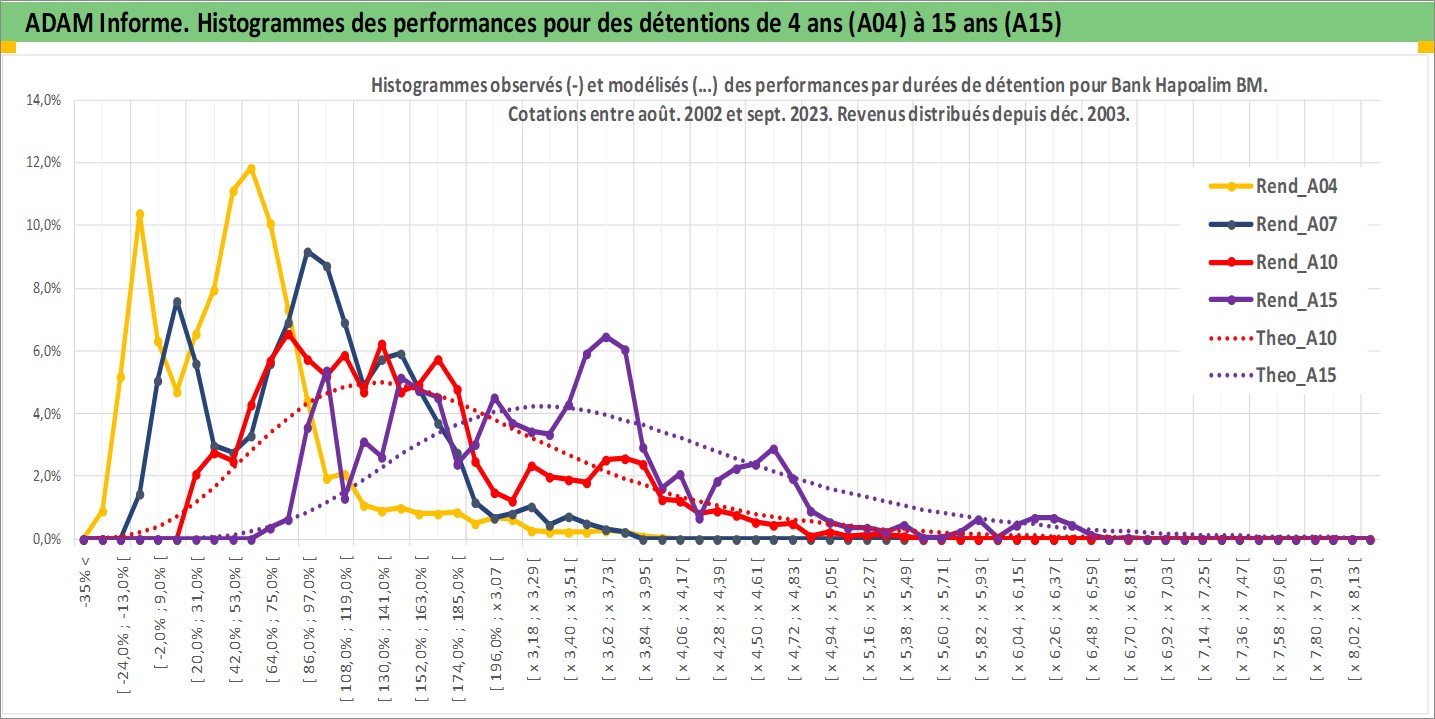 ADAM Informe. Histogrammes des performances pour des détentions de 4 ans (A04) à 15 ans (A15)
Histogrammes observés (-) et modélisés (...) des performances par durées de détention pour Bank Hapoalim BM.
Cotations entre août. 2002 et sept. 2023. Revenus distribués depuis déc. 2003.
14,0%
12,0%
10,0%
8,0%
6,0%
4,0%
2,0%
0,0%
Rend_A04
Rend_A07
Rend_A10
Rend_A15
Theo_A10
Theo_A15
-35% <
[ -24,0% ; -13,0% [
[ -2,0% ; 9,0% [
[ 20,0% ; 31,0% [
[ 42,0% ; 53,0% [
[ 64,0% ; 75,0% [
[ 86,0% ; 97,0% [
[ 108,0% ; 119,0% [
[ 130,0% ; 141,0% [
[ 152,0% ; 163,0% [
[ 174,0% ; 185,0% [
[ 196,0% ; x 3,07 [
[ x 3,18 ; x 3,29 [
[ x 3,40 ; x 3,51 [
[ x 3,62 ; x 3,73 [
[ x 3,84 ; x 3,95 [
[ x 4,06 ; x 4,17 [
[ x 4,28 ; x 4,39 [
[ x 4,50 ; x 4,61 [
[ x 4,72 ; x 4,83 [
[ x 4,94 ; x 5,05 [
[ x 5,16 ; x 5,27 [
[ x 5,38 ; x 5,49 [
[ x 5,60 ; x 5,71 [
[ x 5,82 ; x 5,93 [
[ x 6,04 ; x 6,15 [
[ x 6,26 ; x 6,37 [
[ x 6,48 ; x 6,59 [
[ x 6,70 ; x 6,81 [
[ x 6,92 ; x 7,03 [
[ x 7,14 ; x 7,25 [
[ x 7,36 ; x 7,47 [
[ x 7,58 ; x 7,69 [
[ x 7,80 ; x 7,91 [
[ x 8,02 ; x 8,13 [